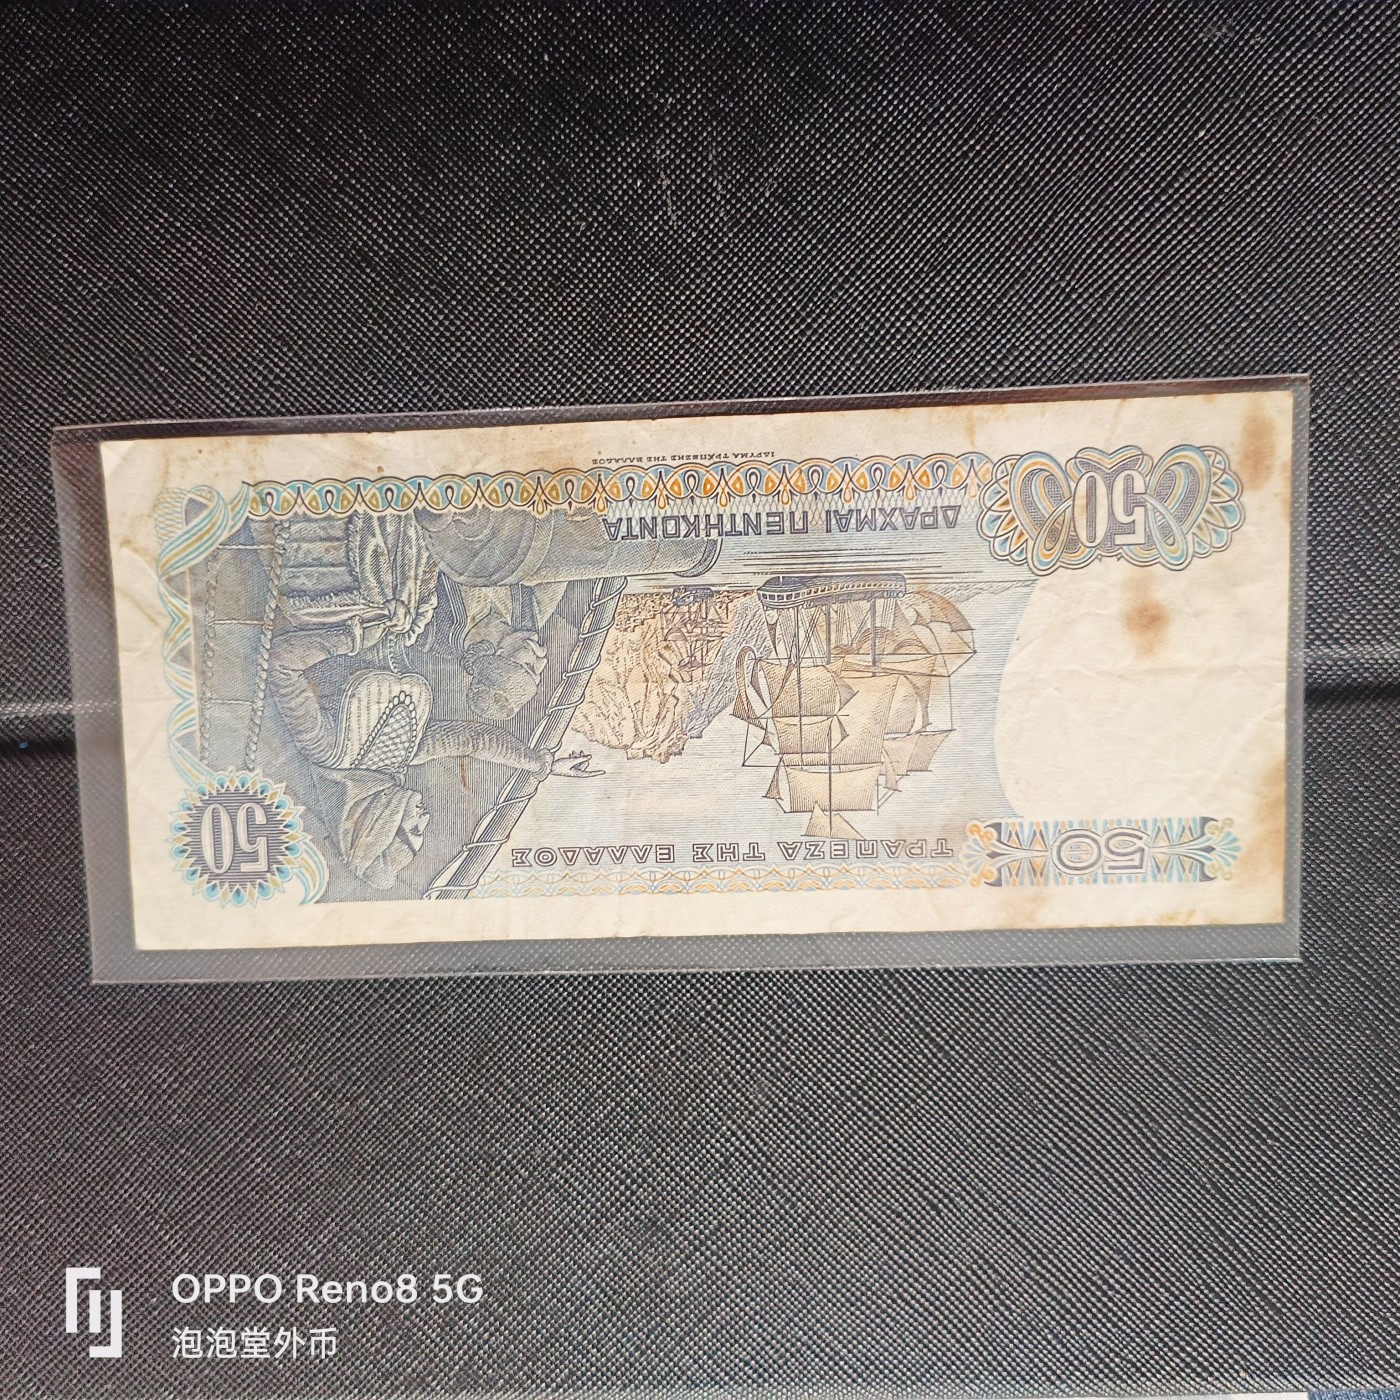 50
ΤΡΑΠΕΖΑ ΤΗΣ ΕΛΛΑΔΟΣ
50
ΔΡΑΧΜΑΙ ΠΕΝΤΗΚΟΝΤΑ
50
ΙΔΡΥΜΑ ΤΡΑΠΕΖΗΣ ΤΗΣ ΕΛΛΑΔΟΣ
OPPO Reno8 5G
泡泡堂外币